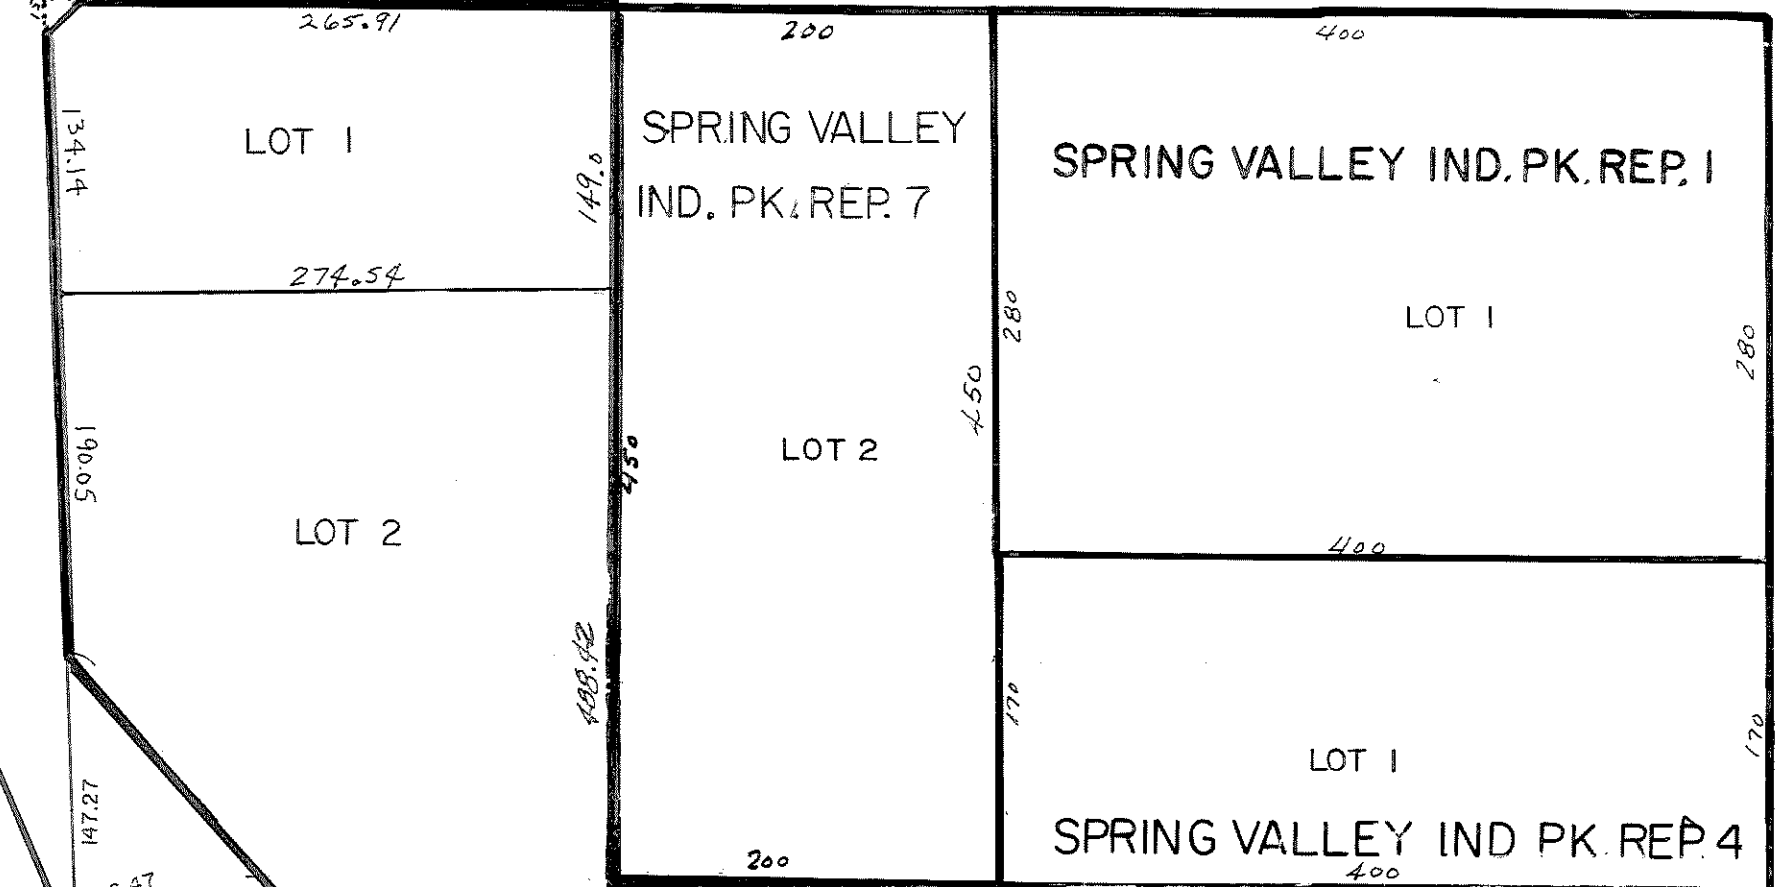 265.91
200
400
134.14
LOT 1
149.0
SPRING VALLEY
IND. PK. REP. 7
SPRING VALLEY IND. PK. REP. 1
274.54
280
LOT 1
280
450
190.05
LOT 2
450
LOT 2
400
498.42
170
LOT 1
170
147.27
SPRING VALLEY IND PK. REP. 4
200
400